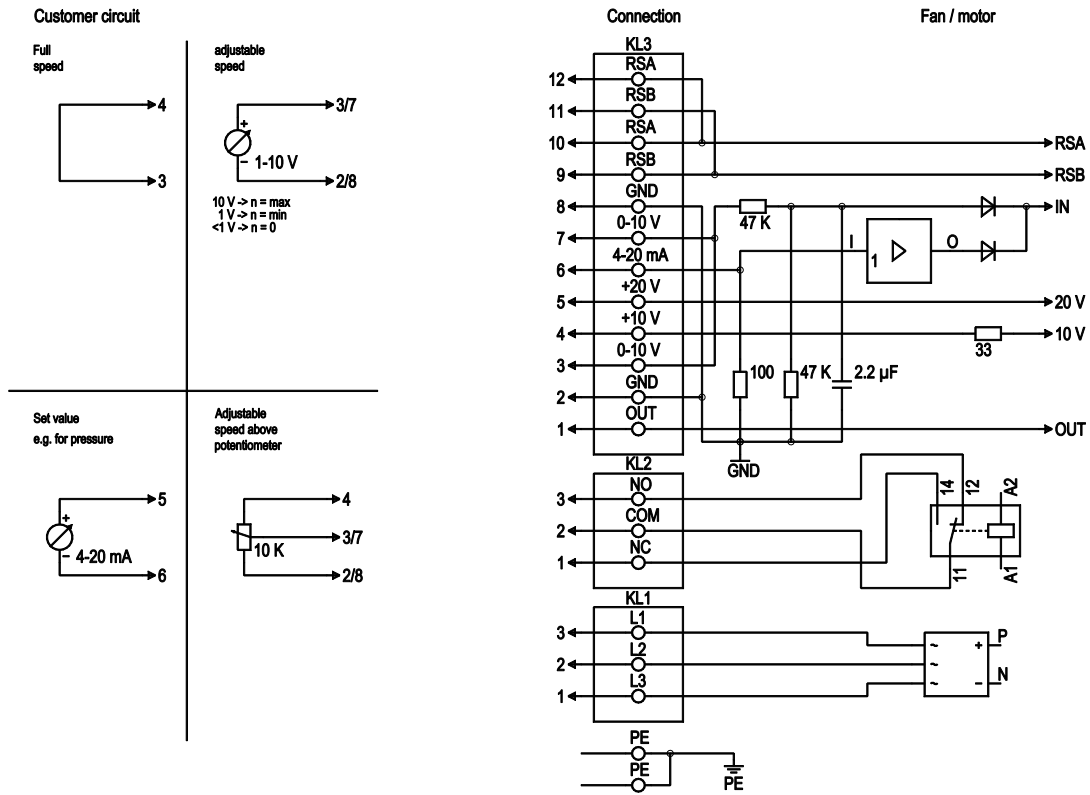 Customer circuit
Connection
Fan / motor
Full
speed
4
3
adjustable
speed
3/7
+
1-10 V
–
2/8
10 V -> n = max
1 V -> n = min
<1 V -> n = 0
Set value
e.g. for pressure
5
+
4-20 mA
–
6
Adjustable
speed above
potentiometer
4
3/7
10 K
2/8
KL3
12 RSA
11 RSB
10 RSA RSA
9 RSB RSB
8 GND IN
47 K
7 0-10 V
I 1 O
6 4-20 mA
5 +20 V 20 V
4 +10 V 10 V
33
3 0-10 V
100 47 K 2.2 µF
2 GND
1 OUT OUT
GND
KL2
3 NO
2 COM
1 NC
14 12 A2
11 A1
KL1
3 L1
2 L2
1 L3
~ + P
~
~ – N
PE
PE
PE